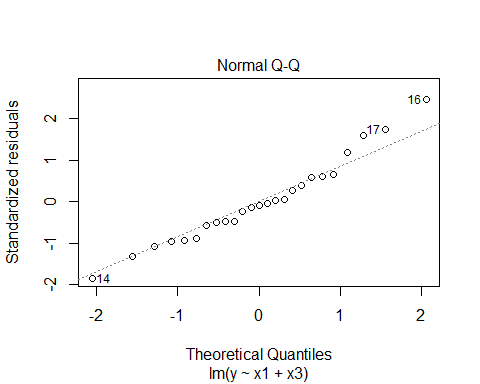 Normal Q-Q
Standardized residuals
2
1
0
-1
-2
16
17
14
-2 -1 0 1 2
Theoretical Quantiles
lm(y ~ x1 + x3)